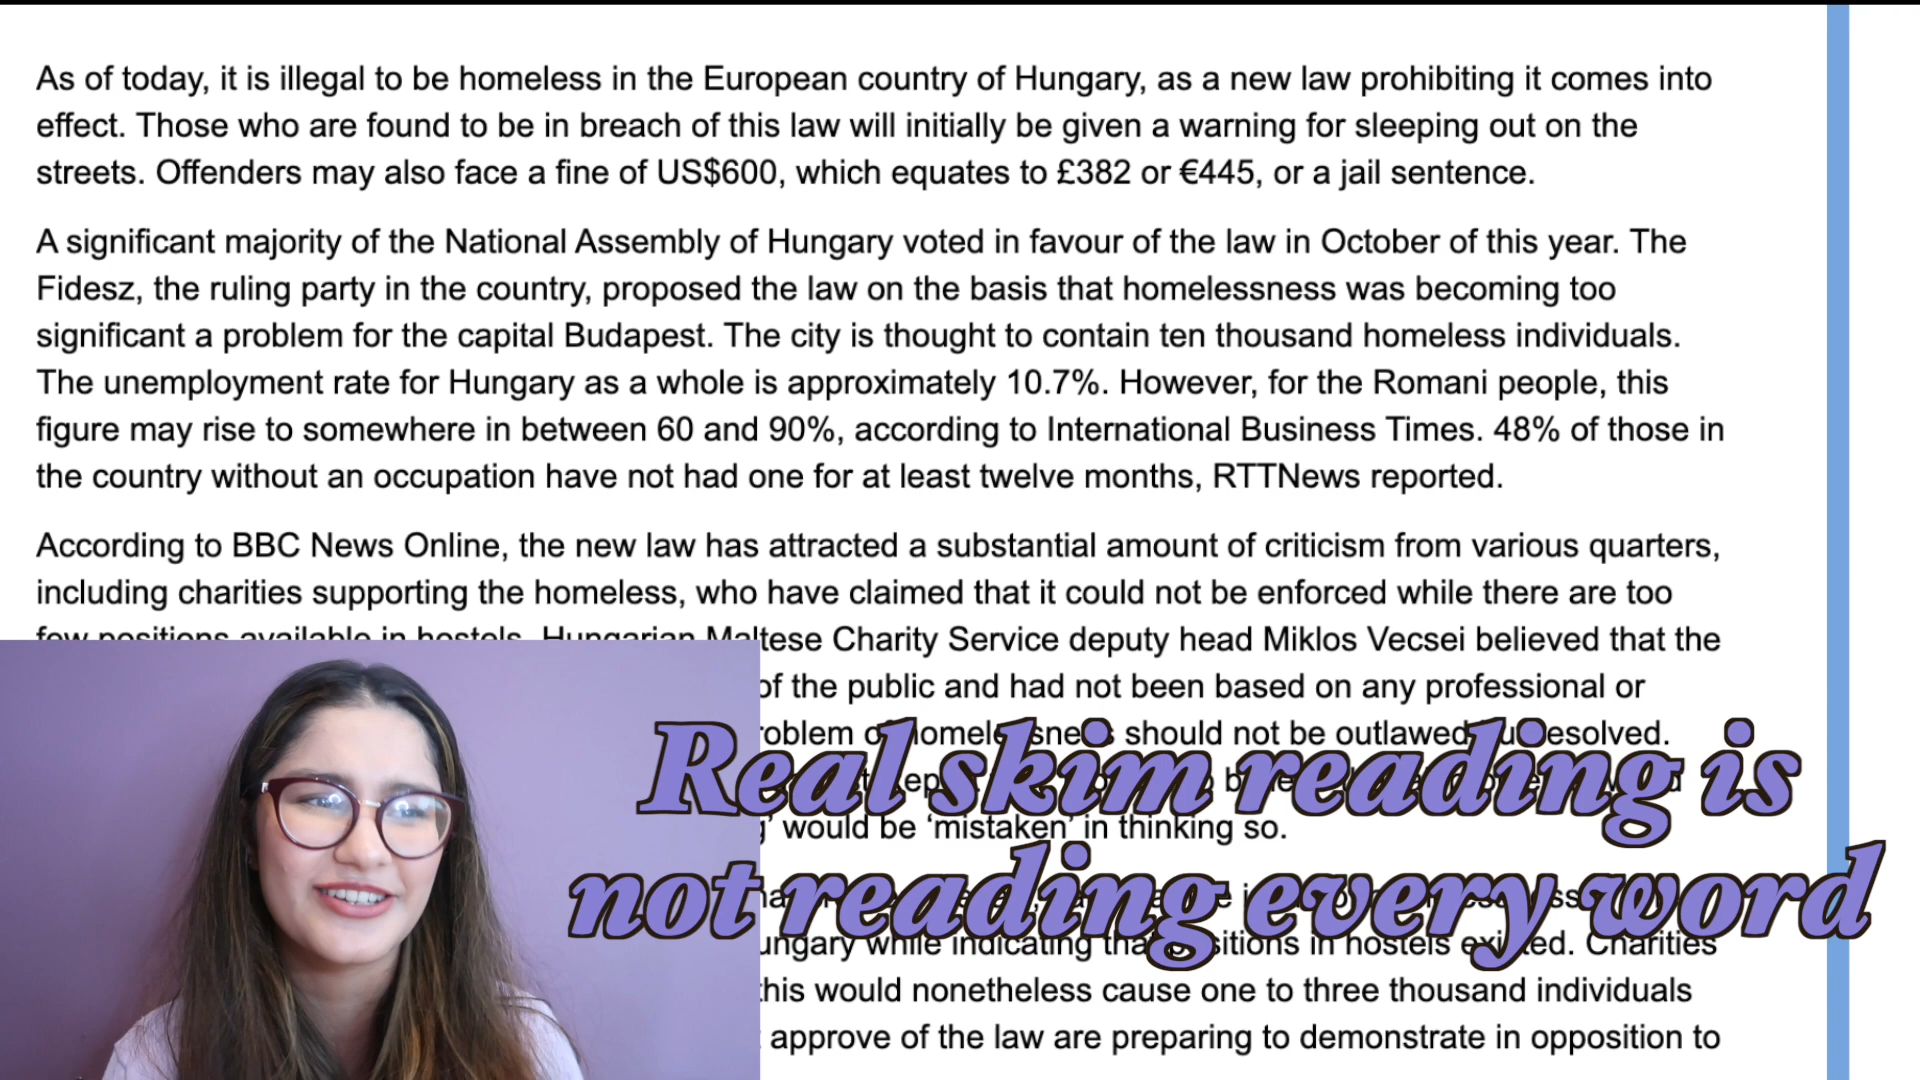 As of today, it is illegal to be homeless in the European country of Hungary, as a new law prohibiting it comes into
effect. Those who are found to be in breach of this law will initially be given a warning for sleeping out on the
streets. Offenders may also face a fine of US$600, which equates to £382 or €445, or a jail sentence.
A significant majority of the National Assembly of Hungary voted in favour of the law in October of this year. The
Fidesz, the ruling party in the country, proposed the law on the basis that homelessness was becoming too
significant a problem for the capital Budapest. The city is thought to contain ten thousand homeless individuals.
The unemployment rate for Hungary as a whole is approximately 10.7%. However, for the Romani people, this
figure may rise to somewhere in between 60 and 90%, according to International Business Times. 48% of those in
the country without an occupation have not had one for at least twelve months, RTTNews reported.
According to BBC News Online, the new law has attracted a substantial amount of criticism from various quarters,
including charities supporting the homeless, who have claimed that it could not be enforced while there are too
few positions available in hostels. Hungarian Maltese Charity Service deputy head Miklos Vecsei believed that the
of the public and had not been based on any professional or
should not be outlawed resolved.
Real skim reading is
would be ‘mistaken’ in thinking so.
not reading every word
while indicating in hostels Charities
this would nonetheless cause one to three thousand individuals
approve of the law are preparing to demonstrate in opposition to